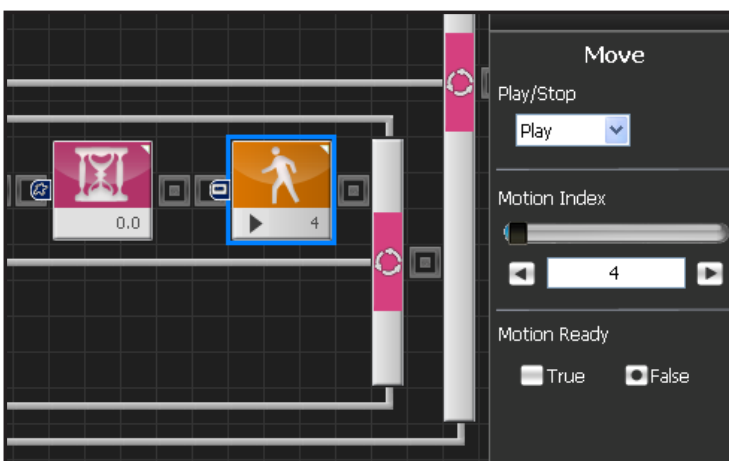 Move
Play/Stop
Play
Motion Index
0.0
4
4
Motion Ready
True
False